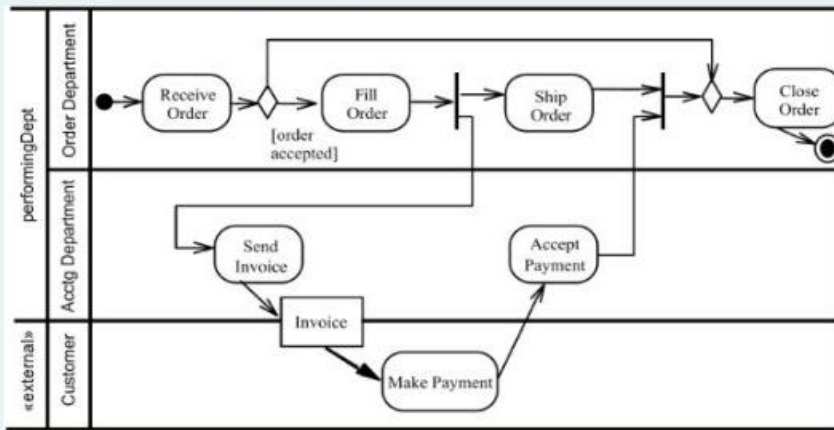 performingDept
Order Department
Receive
Order
Fill
Order
[order
accepted]
Ship
Order
Close
Order
Acctg Department
Send
Invoice
Accept
Payment
Invoice
«external»
Customer
Make Payment